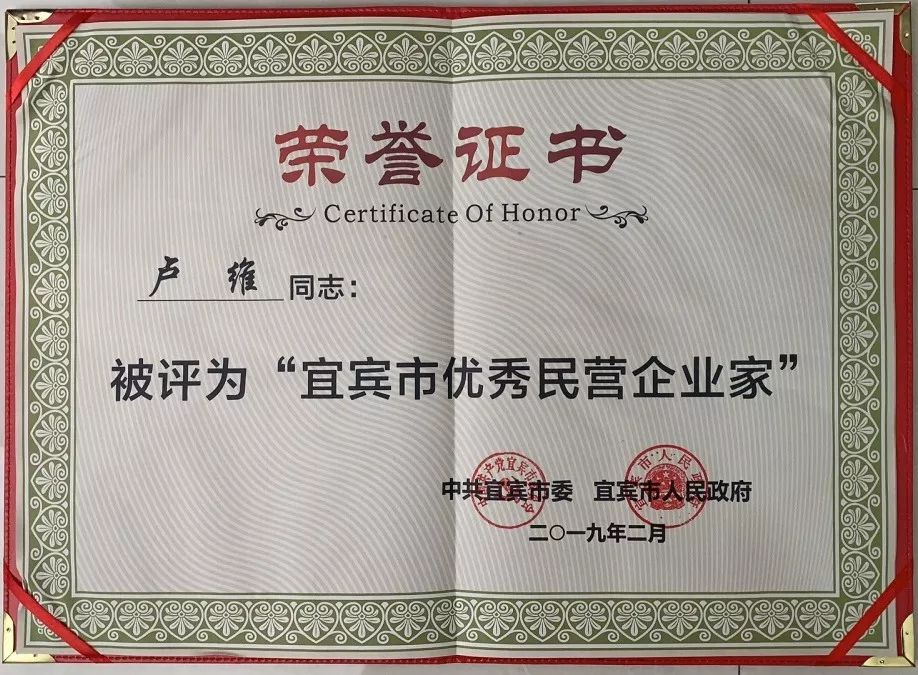 荣誉证书
Certificate Of Honor
卢维同志：
被评为“宜宾市优秀民营企业家”
中共宜宾市委 宜宾市人民政府
二〇一九年二月